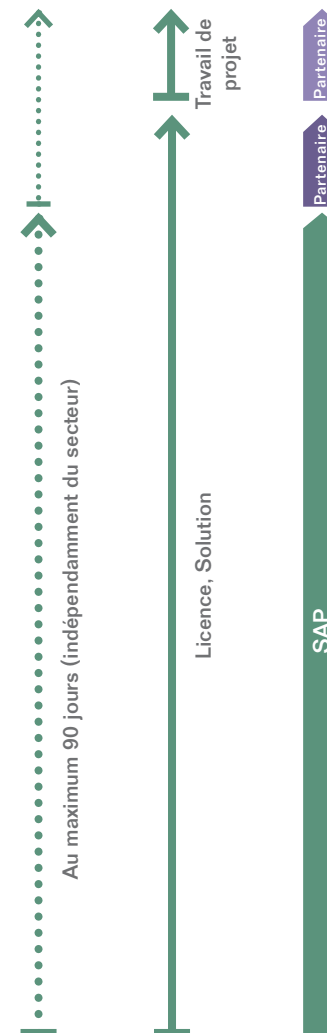 Travail de
projet
Partenaire
Partenaire
Au maximum 90 jours (indépendamment du secteur)
Licence, Solution
SAP